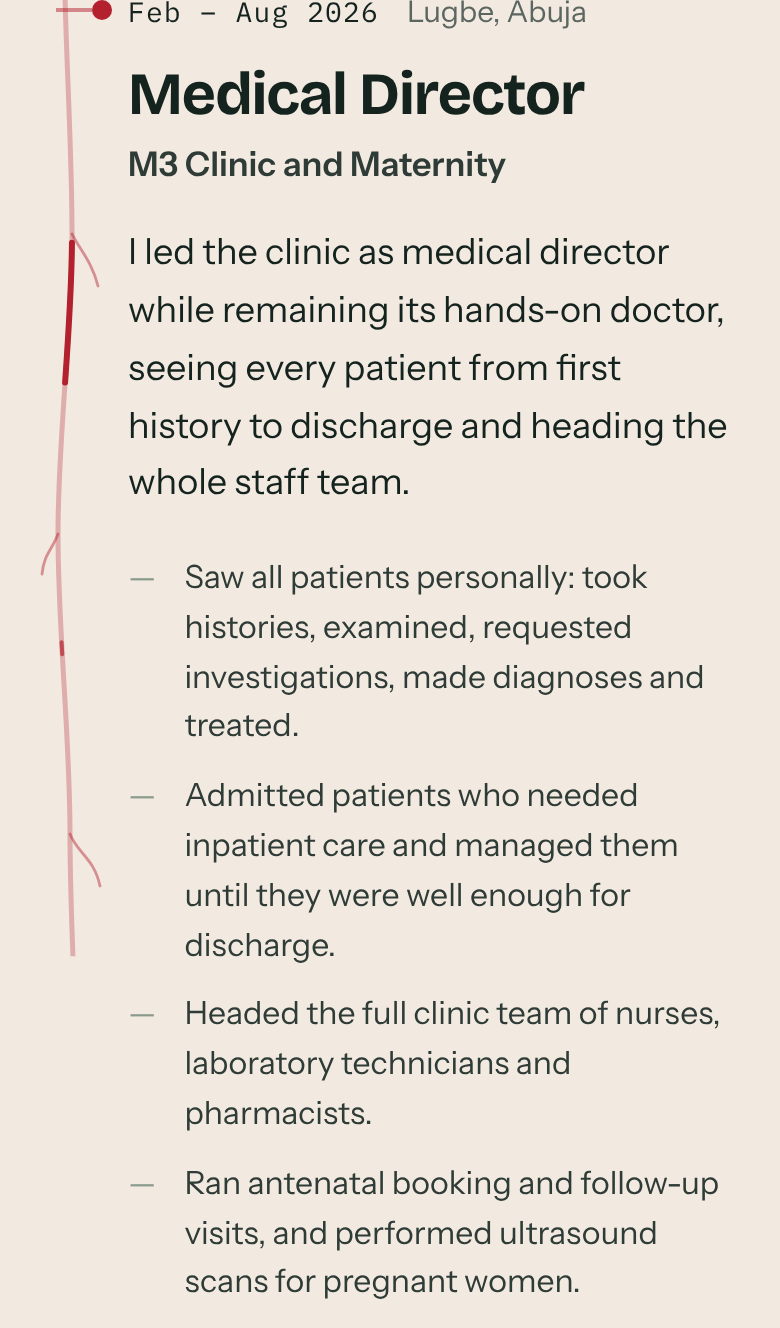 Feb – Aug 2026 Lugbe, Abuja
Medical Director
M3 Clinic and Maternity
I led the clinic as medical director
while remaining its hands-on doctor,
seeing every patient from first
history to discharge and heading the
whole staff team.
— Saw all patients personally: took
histories, examined, requested
investigations, made diagnoses and
treated.
— Admitted patients who needed
inpatient care and managed them
until they were well enough for
discharge.
— Headed the full clinic team of nurses,
laboratory technicians and
pharmacists.
— Ran antenatal booking and follow-up
visits, and performed ultrasound
scans for pregnant women.